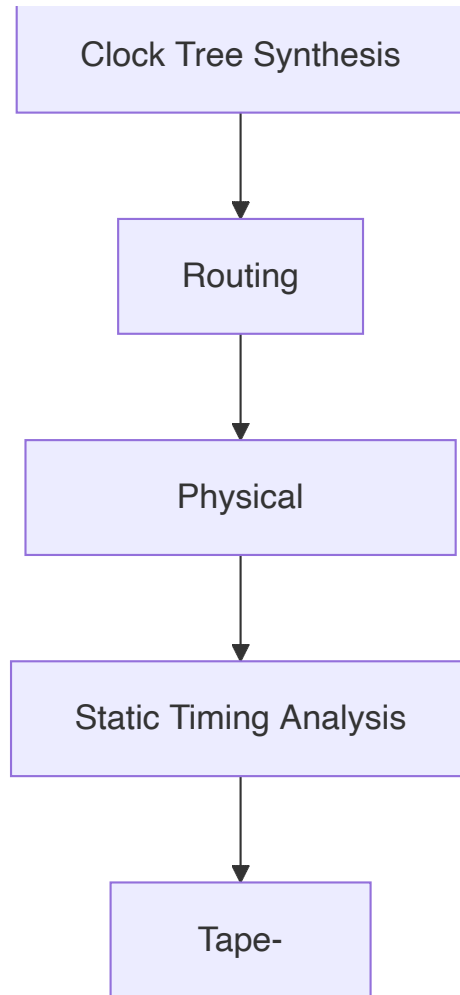 Clock Tree Synthesis
Routing
Physical
Static Timing Analysis
Tape-